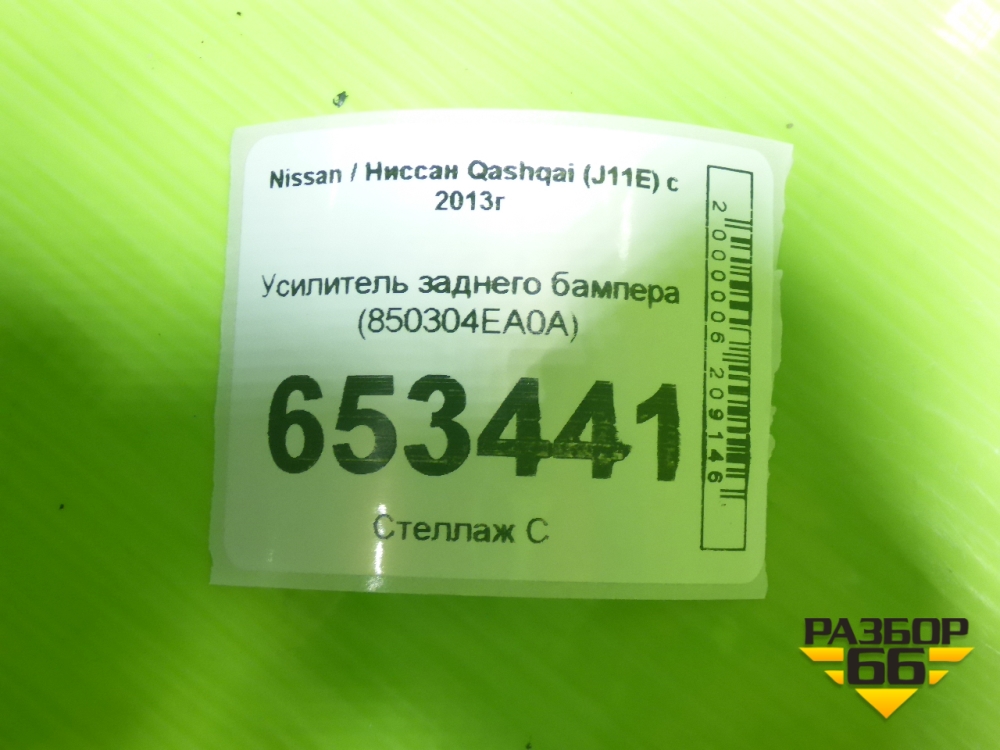 Nissan / Ниссан Qashqai (J11E) с
2013г
Усилитель заднего бампера
(850304EA0A)
653441
Стеллаж С
2000006209146
РАЗБОР
66